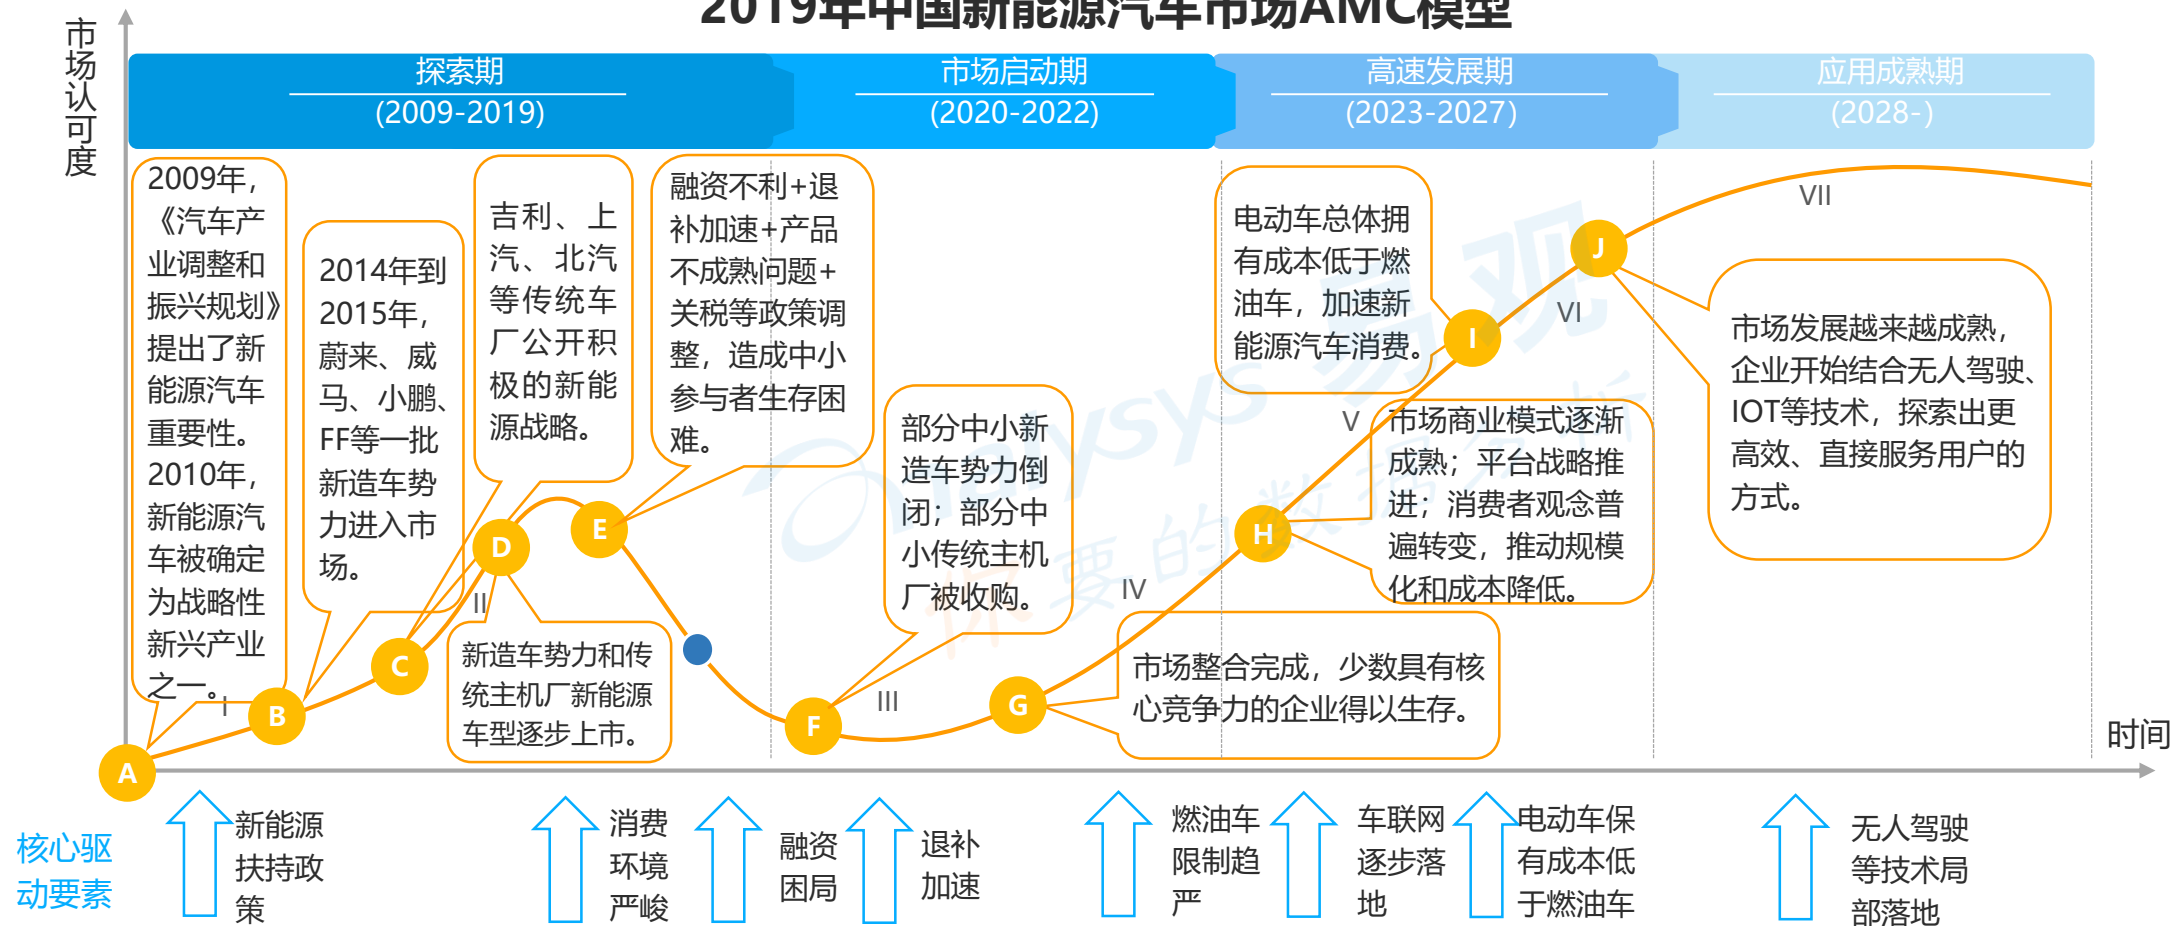 2019年中国新能源汽车市场AMC模型
市场认可度
探索期
(2009-2019)
市场启动期
(2020-2022)
高速发展期
(2023-2027)
应用成熟期
(2028-)
2009年，
《汽车产
业调整和
振兴规划》
提出了新
能源汽车
重要性。
2010年，
新能源汽
车被确定
为战略性
新兴产业
之一。
2014年到
2015年，
蔚来、威
马、小鹏、
FF等一批
新造车势
力进入市
场。
吉利、上
汽、北汽
等传统车
厂公开积
极的新能
源战略。
融资不利+退
补加速+产品
不成熟问题+
关税等政策调
整，造成中小
参与者生存困
难。
新造车势力和传
统主机厂新能源
车型逐步上市。
部分中小新
造车势力倒
闭；部分中
小传统主机
厂被收购。
市场整合完成，少数具有核
心竞争力的企业得以生存。
电动车总体拥
有成本低于燃
油车，加速新
能源汽车消费。
市场商业模式逐渐
成熟；平台战略推
进；消费者观念普
遍转变，推动规模
化和成本降低。
市场发展越来越成熟，
企业开始结合无人驾驶、
IOT等技术，探索出更
高效、直接服务用户的
方式。
A
I
B
C
II
D
E
F
III
G
IV
H
V
I
VI
J
VII
nalysys 易观
你要的数据分析
时间
核心驱
动要素
新能源
扶持政
策
消费
环境
严峻
融资
困局
退补
加速
燃油车
限制趋
严
车联网
逐步落
地
电动车保
有成本低
于燃油车
无人驾驶
等技术局
部落地